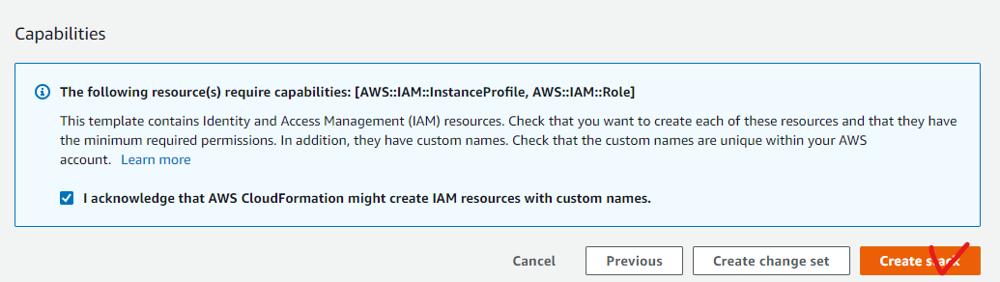 Capabilities
The following resource(s) require capabilities: [AWS::IAM::InstanceProfile, AWS::IAM::Role]
This template contains Identity and Access Management (IAM) resources. Check that you want to create each of these resources and that they have
the minimum required permissions. In addition, they have custom names. Check that the custom names are unique within your AWS
account. Learn more
I acknowledge that AWS CloudFormation might create IAM resources with custom names.
Cancel Previous Create change set Create stack